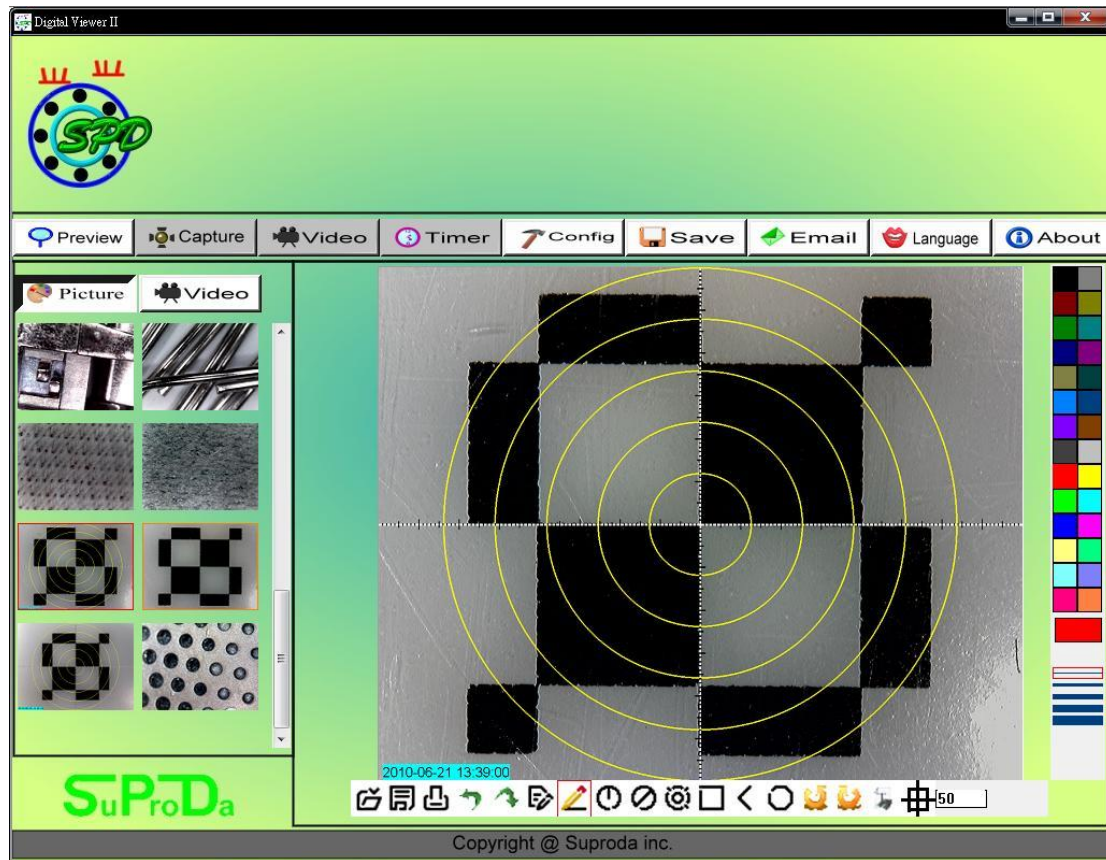 Digital Viewer II
SPD
Preview
Capture
Video
Timer
Config
Save
Email
Language
About
Picture
Video
2010-06-21 13:39:00
50
SuProDa
Copyright @ Suproda inc.